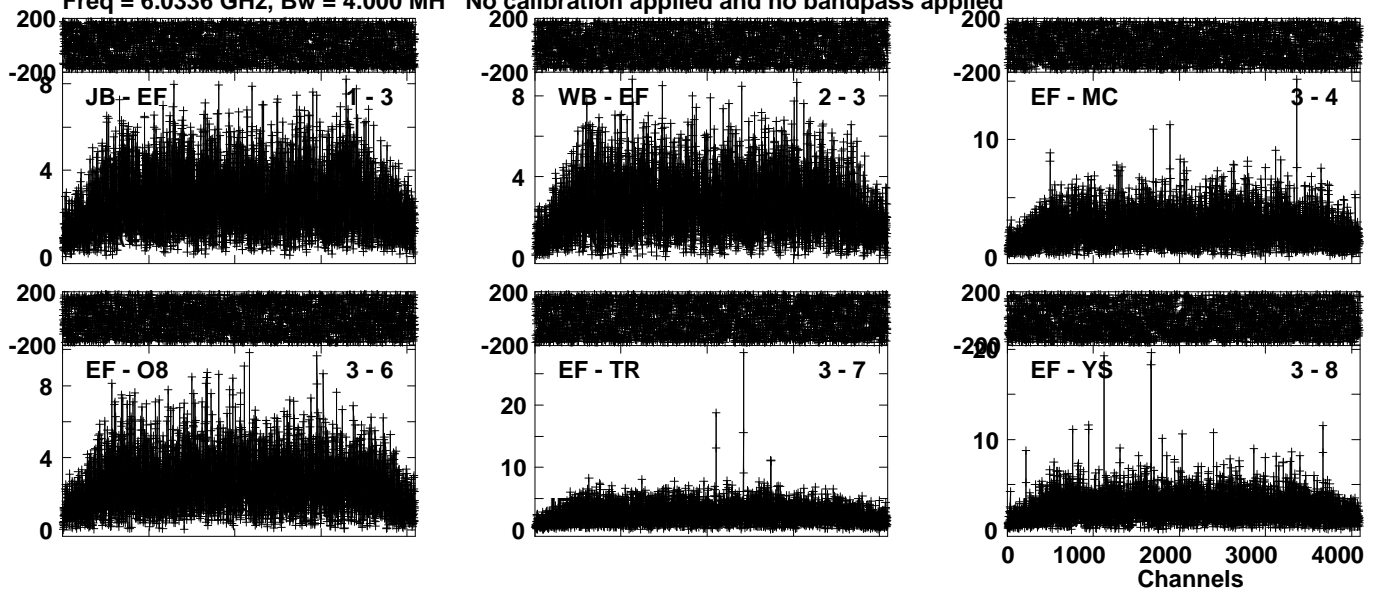 Freq = 6.0336 GHz, Bw = 4.000 MH No calibration applied and no bandpass applied
200 200 200
-200 -200 -200
8 8
JB - EF 1 - 3 WB - EF 2 - 3 EF - MC 3 - 4
10
4 4
0 0 0
200 200 200
-200 -200 -200
20
EF - O8 3 - 6 EF - TR 3 - 7 EF - YS 3 - 8
8 20
4 10 10
0 0 0
0 1000 2000 3000 4000
Channels